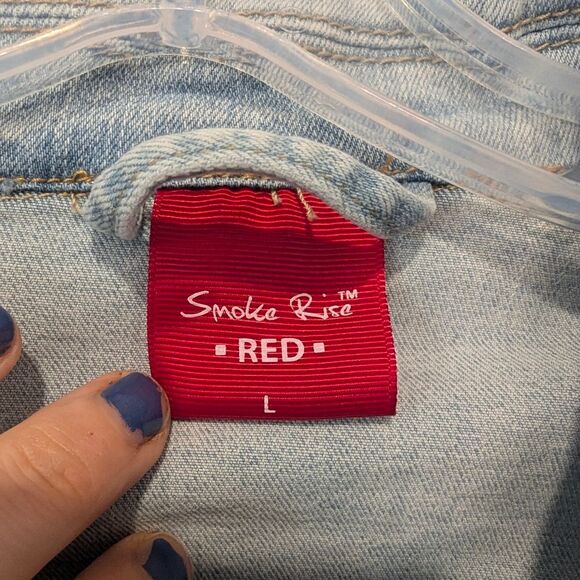 Smoke Rise™
▪ RED ▪
L